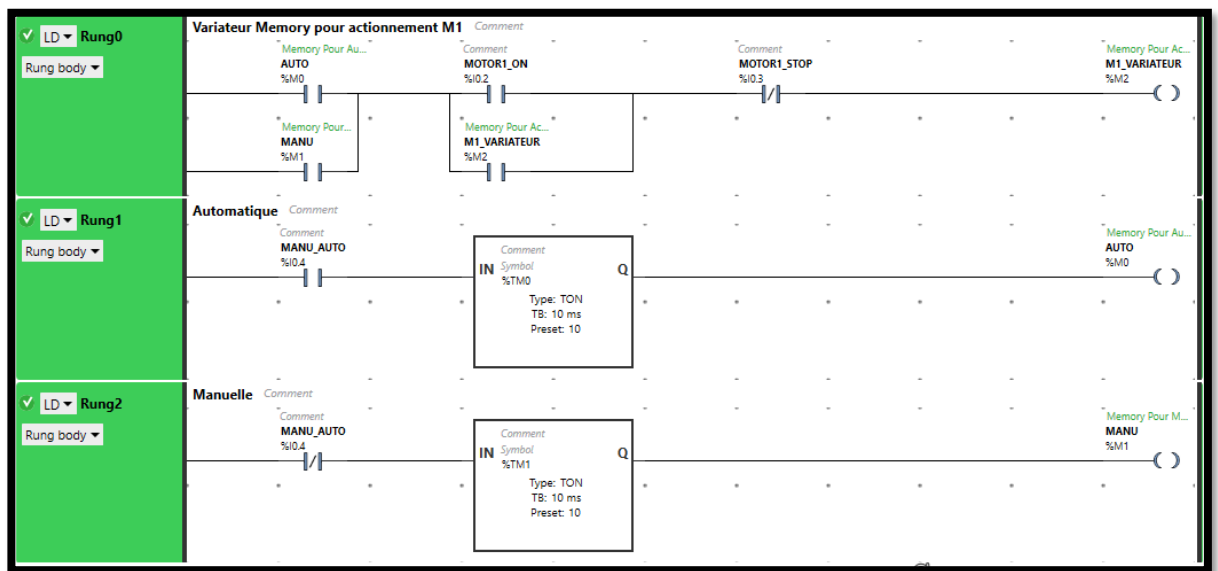 LD Rung0
Rung body
Variateur Memory pour actionnement M1 Comment
Memory Pour Au...
AUTO
%M0
Comment
MOTOR1_ON
%I0.2
Comment
MOTOR1_STOP
%I0.3
Memory Pour Ac...
M1_VARIATEUR
%M2
Memory Pour...
MANU
%M1
Memory Pour Ac...
M1_VARIATEUR
%M2
LD Rung1
Rung body
Automatique Comment
Comment
MANU_AUTO
%I0.4
Comment
IN Symbol Q
%TM0
Type: TON
TB: 10 ms
Preset: 10
Memory Pour Au...
AUTO
%M0
LD Rung2
Rung body
Manuelle Comment
Comment
MANU_AUTO
%I0.4
Comment
IN Symbol Q
%TM1
Type: TON
TB: 10 ms
Preset: 10
Memory Pour M...
MANU
%M1